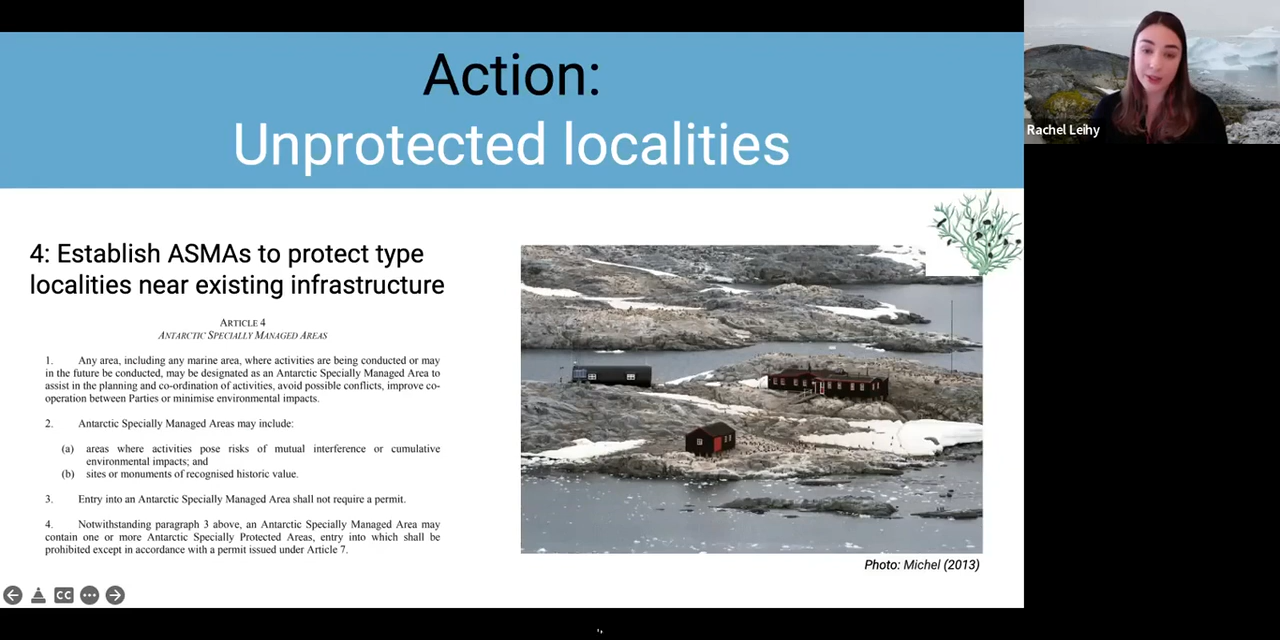 Action:
Unprotected localities
Rachel Leihy
4: Establish ASMAs to protect type
localities near existing infrastructure
ARTICLE 4
ANTARCTIC SPECIALLY MANAGED AREAS
1. Any area, including any marine area, where activities are being conducted or may
in the future be conducted, may be designated as an Antarctic Specially Managed Area to
assist in the planning and co-ordination of activities, avoid possible conflicts, improve co-
operation between Parties or minimise environmental impacts.
2. Antarctic Specially Managed Areas may include:
(a) areas where activities pose risks of mutual interference or cumulative
environmental impacts; and
(b) sites or monuments of recognised historic value.
3. Entry into an Antarctic Specially Managed Area shall not require a permit.
4. Notwithstanding paragraph 3 above, an Antarctic Specially Managed Area may
contain one or more Antarctic Specially Protected Areas, entry into which shall be
prohibited except in accordance with a permit issued under Article 7.
Photo: Michel (2013)
CC